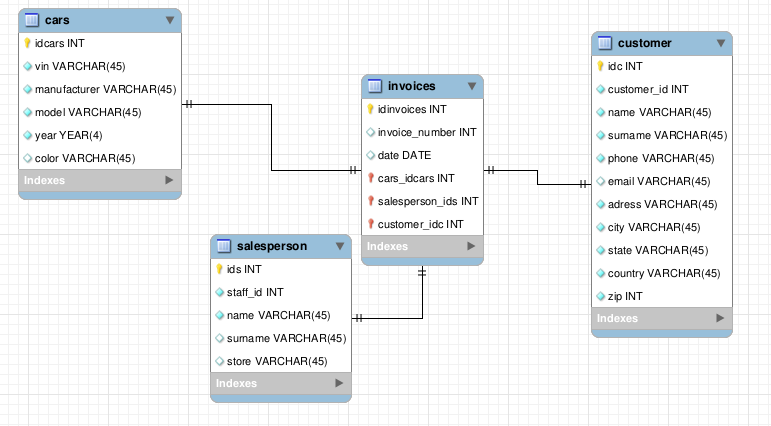 cars
idcars INT
vin VARCHAR(45)
manufacturer VARCHAR(45)
model VARCHAR(45)
year YEAR(4)
color VARCHAR(45)
Indexes
invoices
idinvoices INT
invoice_number INT
date DATE
cars_idcars INT
salesperson_ids INT
customer_idc INT
Indexes
customer
idc INT
customer_id INT
name VARCHAR(45)
surname VARCHAR(45)
phone VARCHAR(45)
email VARCHAR(45)
adress VARCHAR(45)
city VARCHAR(45)
state VARCHAR(45)
country VARCHAR(45)
zip INT
Indexes
salesperson
ids INT
staff_id INT
name VARCHAR(45)
surname VARCHAR(45)
store VARCHAR(45)
Indexes